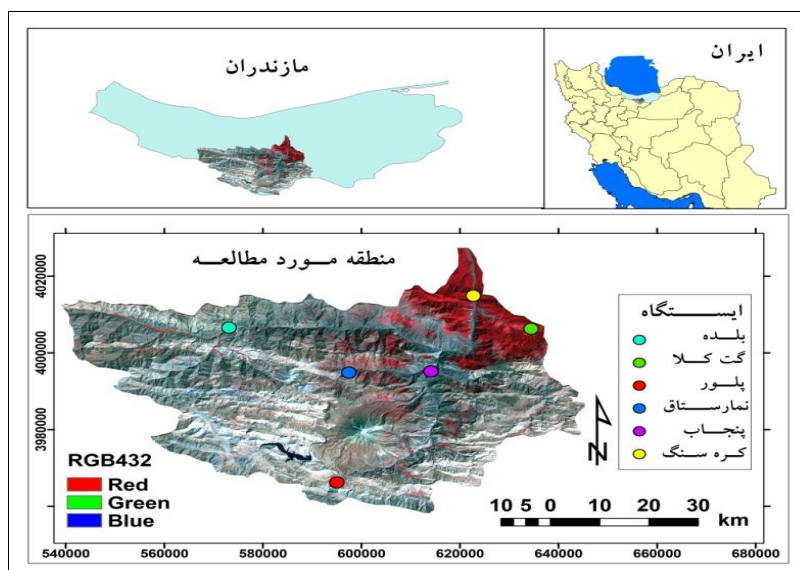 مازندران
ایران
منطقه مورد مطالعه
4020000
4000000
3980000
ایستگاه
بلده
گت کلا
پلور
نمارستاق
پنجاب
کره سنگ
N
RGB432
Red
Green
Blue
10 5 0 10 20 30
km
540000 560000 580000 600000 620000 640000 660000 680000